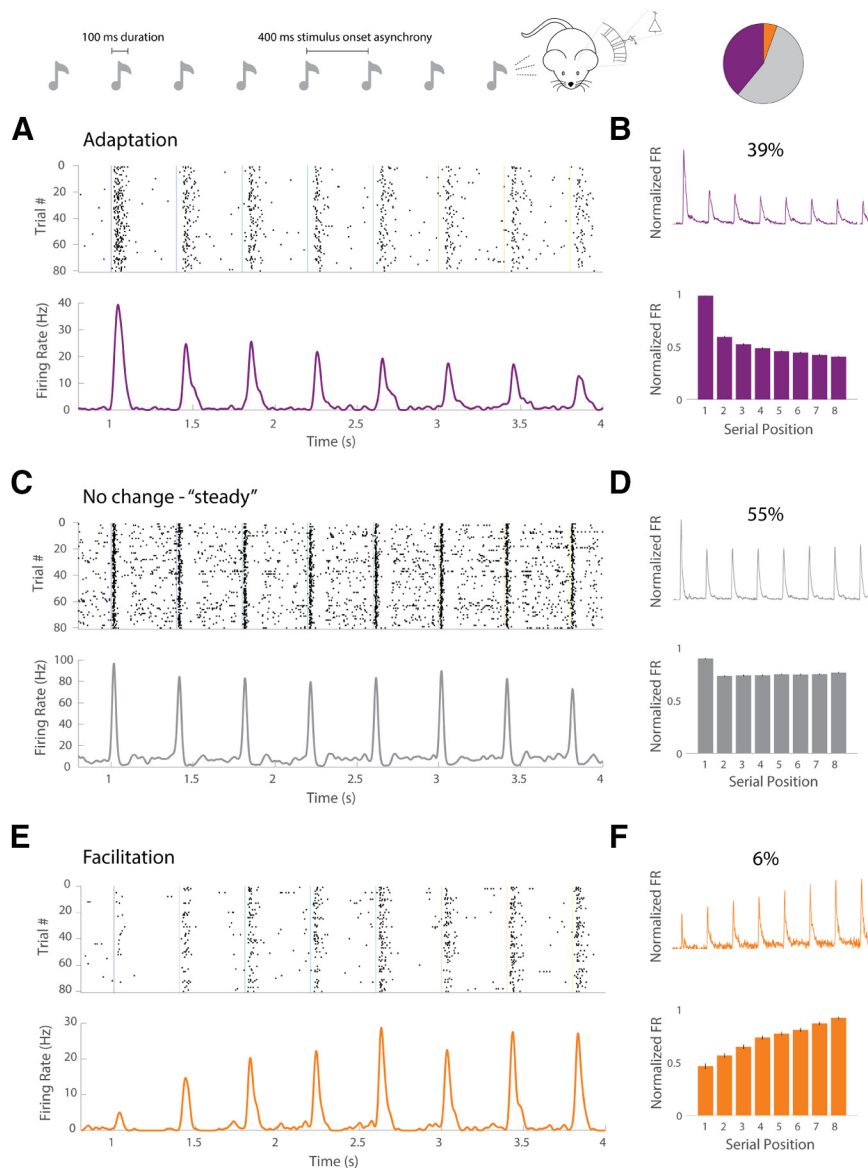 100 ms duration
400 ms stimulus onset asynchrony
A
Adaptation
Trial #
0
20
40
60
80
Firing Rate (Hz)
40
30
20
10
0
1
1.5
2
2.5
3
3.5
4
Time (s)
B
39%
Normalized FR
Normalized FR
1
0.5
0
1 2 3 4 5 6 7 8
Serial Position
C
No change - “steady”
Trial #
0
20
40
60
80
Firing Rate (Hz)
100
80
60
40
20
0
1
1.5
2
2.5
3
3.5
4
Time (s)
D
55%
Normalized FR
Normalized FR
1
0.5
0
1 2 3 4 5 6 7 8
Serial Position
E
Facilitation
Trial #
0
20
40
60
80
Firing Rate (Hz)
30
20
10
0
1
1.5
2
2.5
3
3.5
4
Time (s)
F
6%
Normalized FR
Normalized FR
1
0.5
0
1 2 3 4 5 6 7 8
Serial Position